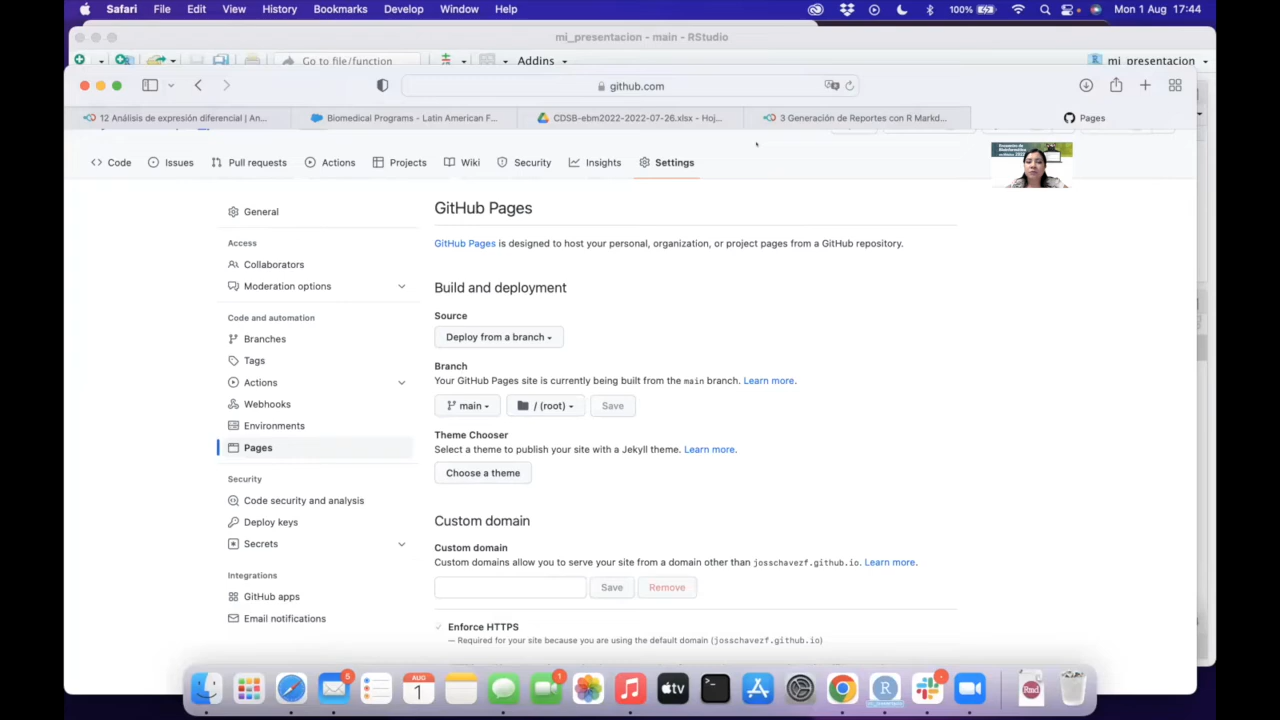 Safari File Edit View History Bookmarks Develop Window Help 100% Mon 1 Aug 17:44
mi_presentacion - main - RStudio
Go to file/function Addins mi_presentacion
github.com
12 Análisis de expresión diferencial | An... Biomedical Programs - Latin American F... CDSB-ebm2022-2022-07-26.xlsx - Hoj... 3 Generación de Reportes con R Markd... Pages
Code Issues Pull requests Actions Projects Wiki Security Insights Settings
General
Access
Collaborators
Moderation options
Code and automation
Branches
Tags
Actions
Webhooks
Environments
Pages
Security
Code security and analysis
Deploy keys
Secrets
Integrations
GitHub apps
Email notifications
GitHub Pages
GitHub Pages is designed to host your personal, organization, or project pages from a GitHub repository.
Build and deployment
Source
Deploy from a branch
Branch
Your GitHub Pages site is currently being built from the main branch. Learn more.
main / (root) Save
Theme Chooser
Select a theme to publish your site with a Jekyll theme. Learn more.
Choose a theme
Custom domain
Custom domain
Custom domains allow you to serve your site from a domain other than josschavezf.github.io. Learn more.
Save Remove
Enforce HTTPS
— Required for your site because you are using the default domain (josschavezf.github.io)
5
AUG
1
1
tv
R
Rmd